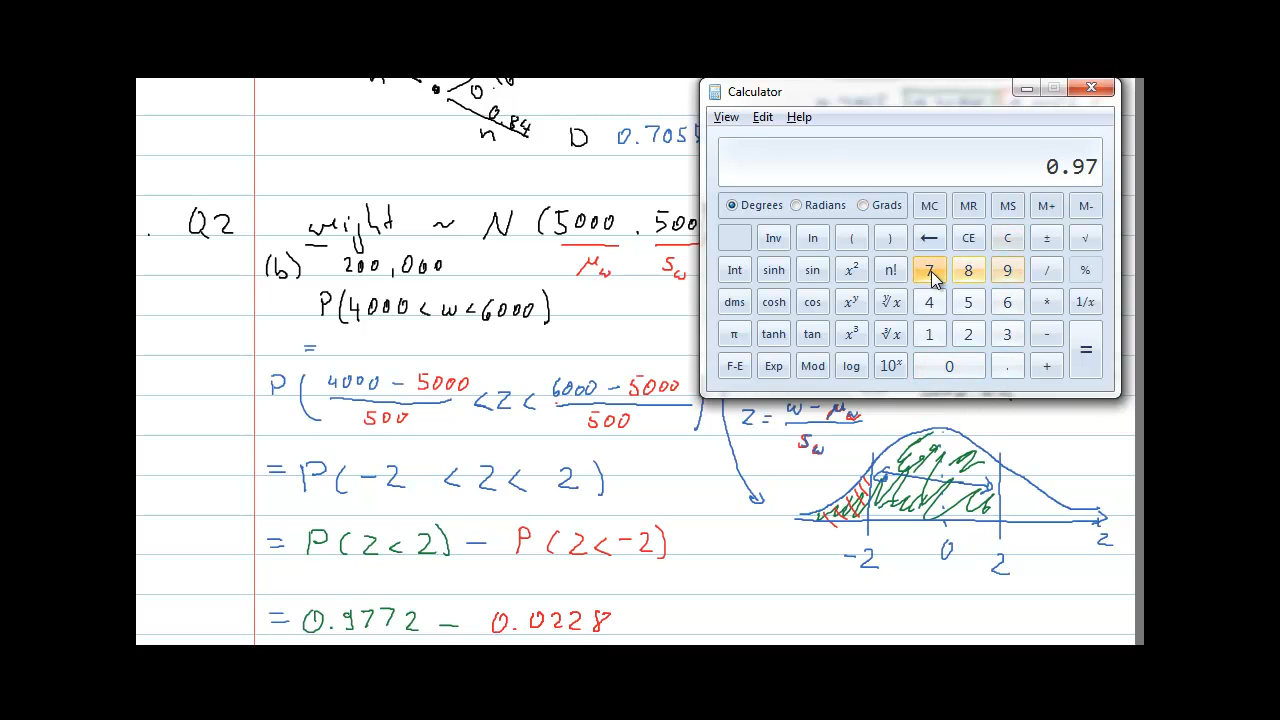 0.84
n D 0.705
Q2 weight ~ N (5000 . 500
μw sw
(b) 200,000
P(4000 < w < 6000)
=
P( 4000 - 5000 / 500 < Z < 6000 - 5000 / 500 )
= P(-2 < Z < 2)
= P(Z < 2) - P(Z < -2)
= 0.9772 - 0.0228
Calculator
View Edit Help
0.97
Degrees Radians Grads MC MR MS M+ M-
Inv ln ( ) ← CE C ± √
Int sinh sin x² n! 7 8 9 / %
dms cosh cos xʸ ʸ√x 4 5 6 * 1/x
π tanh tan x³ ³√x 1 2 3 - =
F-E Exp Mod log 10ˣ 0 . +
Z = w - μw / sw
-2 0 2 Z